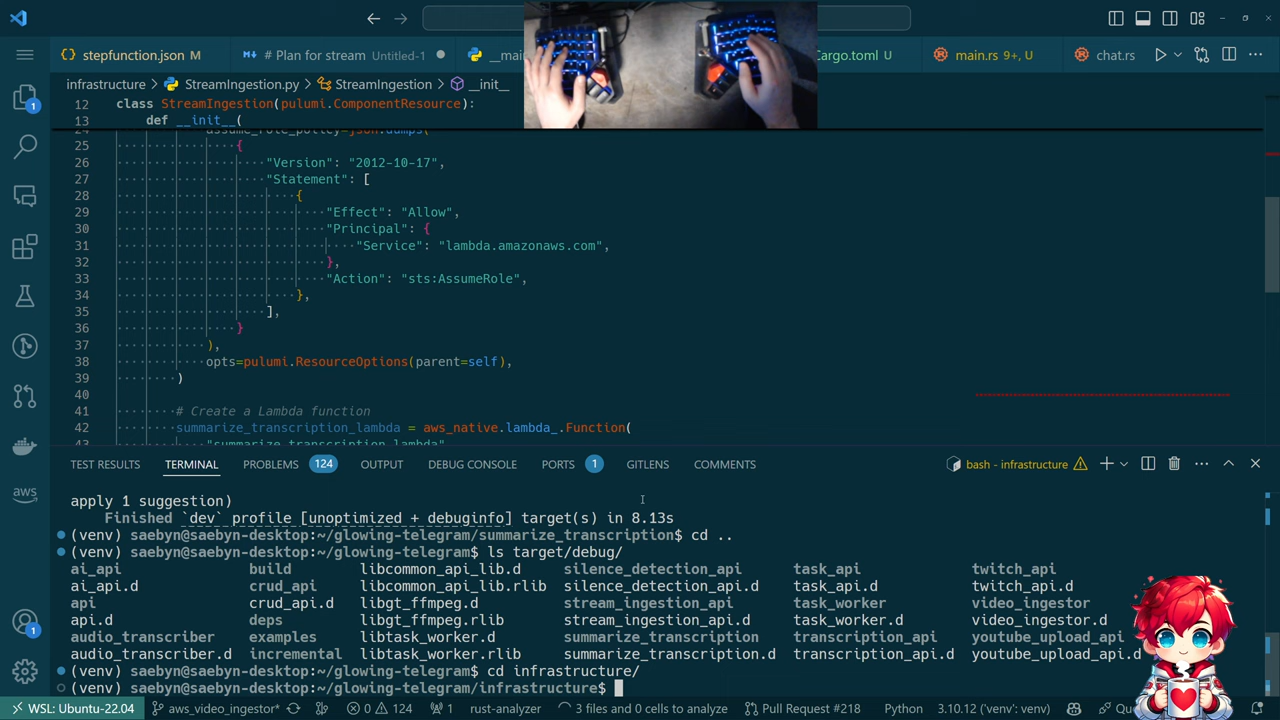 stepfunction.json M
# Plan for stream Untitled-1
Cargo.toml U
main.rs 9+, U
chat.rs
infrastructure > StreamIngestion.py > StreamIngestion > __init__
12 class StreamIngestion(pulumi.ComponentResource):
13 def __init__(
24 assume_role_policy=json.dumps(
25 {
26 "Version": "2012-10-17",
27 "Statement": [
28 {
29 "Effect": "Allow",
30 "Principal": {
31 "Service": "lambda.amazonaws.com",
32 },
33 "Action": "sts:AssumeRole",
34 },
35 ],
36 }
37 ),
38 opts=pulumi.ResourceOptions(parent=self),
39 )
40
41 # Create a Lambda function
42 summarize_transcription_lambda = aws_native.lambda_.Function(
43 "summarize_transcription_lambda"
TEST RESULTS TERMINAL PROBLEMS 124 OUTPUT DEBUG CONSOLE PORTS 1 GITLENS COMMENTS
bash - infrastructure
apply 1 suggestion)
Finished `dev` profile [unoptimized + debuginfo] target(s) in 8.13s
(venv) saebyn@saebyn-desktop:~/glowing-telegram/summarize_transcription$ cd ..
(venv) saebyn@saebyn-desktop:~/glowing-telegram$ ls target/debug/
ai_api build libcommon_api_lib.d silence_detection_api task_api twitch_api
ai_api.d crud_api libcommon_api_lib.rlib silence_detection_api.d task_api.d twitch_api.d
api crud_api.d libgt_ffmpeg.d stream_ingestion_api task_worker video_ingestor
api.d deps libgt_ffmpeg.rlib stream_ingestion_api.d task_worker.d video_ingestor.d
audio_transcriber examples libtask_worker.d summarize_transcription transcription_api youtube_upload_api
audio_transcriber.d incremental libtask_worker.rlib summarize_transcription.d transcription_api.d youtube_upload_api.d
(venv) saebyn@saebyn-desktop:~/glowing-telegram$ cd infrastructure/
(venv) saebyn@saebyn-desktop:~/glowing-telegram/infrastructure$
1
aws
1
WSL: Ubuntu-22.04 aws_video_ingestor* 0 124 1 rust-analyzer 3 files and 0 cells to analyze Pull Request #218 Python 3.10.12 ('venv': venv)